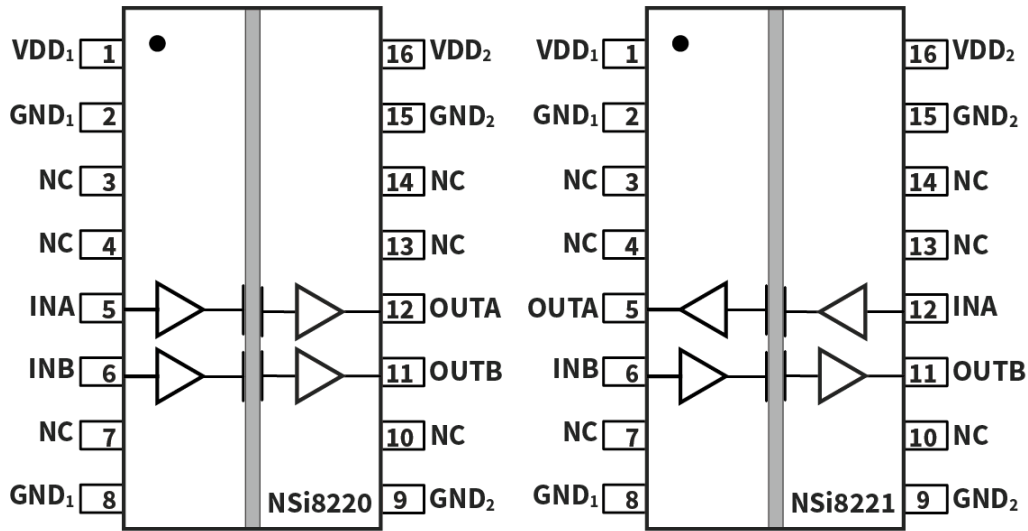 VDD₁ 1 16 VDD₂ VDD₁ 1 16 VDD₂
GND₁ 2 15 GND₂ GND₁ 2 15 GND₂
NC 3 14 NC NC 3 14 NC
NC 4 13 NC NC 4 13 NC
INA 5 12 OUTA OUTA 5 12 INA
INB 6 11 OUTB INB 6 11 OUTB
NC 7 10 NC NC 7 10 NC
GND₁ 8 NSi8220 9 GND₂ GND₁ 8 NSi8221 9 GND₂